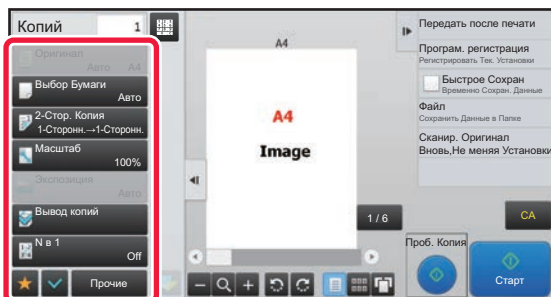 Копий 1
Оригинал
Авто A4
Выбор Бумаги
Авто
2-Стор. Копия
1-Сторонн.→1-Сторонн.
Масштаб
100%
Экспозиция
Авто
Вывод копий
N в 1
Off
Прочие
A4
A4
Image
1 / 6
Передать после печати
Програм. регистрация
Регистрировать Тек. Установки
Быстрое Сохран
Временно Сохран. Данные
Файл
Сохранить Данные в Папке
Сканир. Оригинал
Вновь,Не меняя Установки
CA
Проб. Копия
Старт